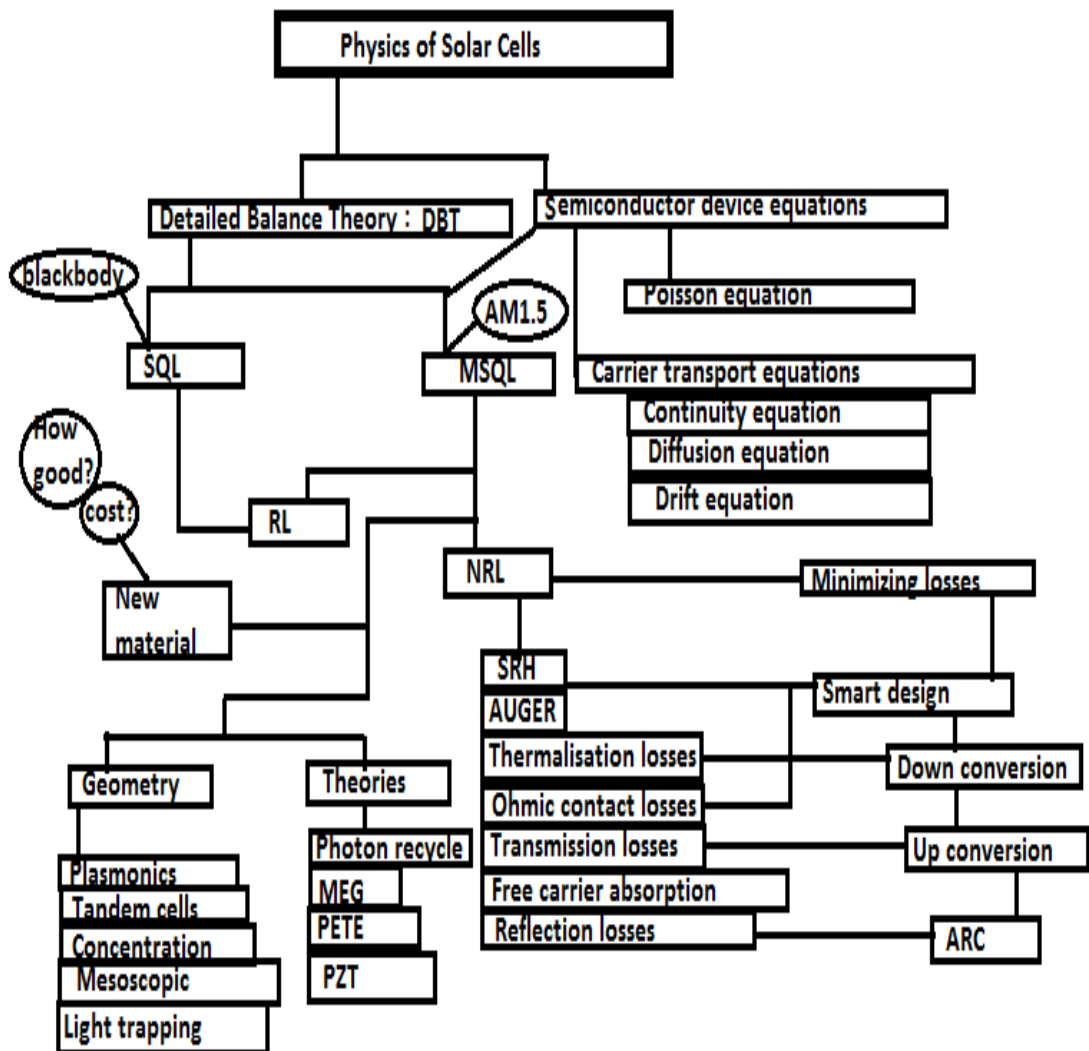 Physics of Solar Cells
Detailed Balance Theory : DBT
Semiconductor device equations
blackbody
AM1.5
Poisson equation
SQL
MSQL
Carrier transport equations
Continuity equation
Diffusion equation
Drift equation
How
good?
cost?
RL
NRL
Minimizing losses
New
material
SRH
Smart design
AUGER
Thermalisation losses
Down conversion
Geometry
Theories
Ohmic contact losses
Transmission losses
Up conversion
Photon recycle
Plasmonics
MEG
Free carrier absorption
Tandem cells
PETE
Reflection losses
ARC
Concentration
Mesoscopic
PZT
Light trapping